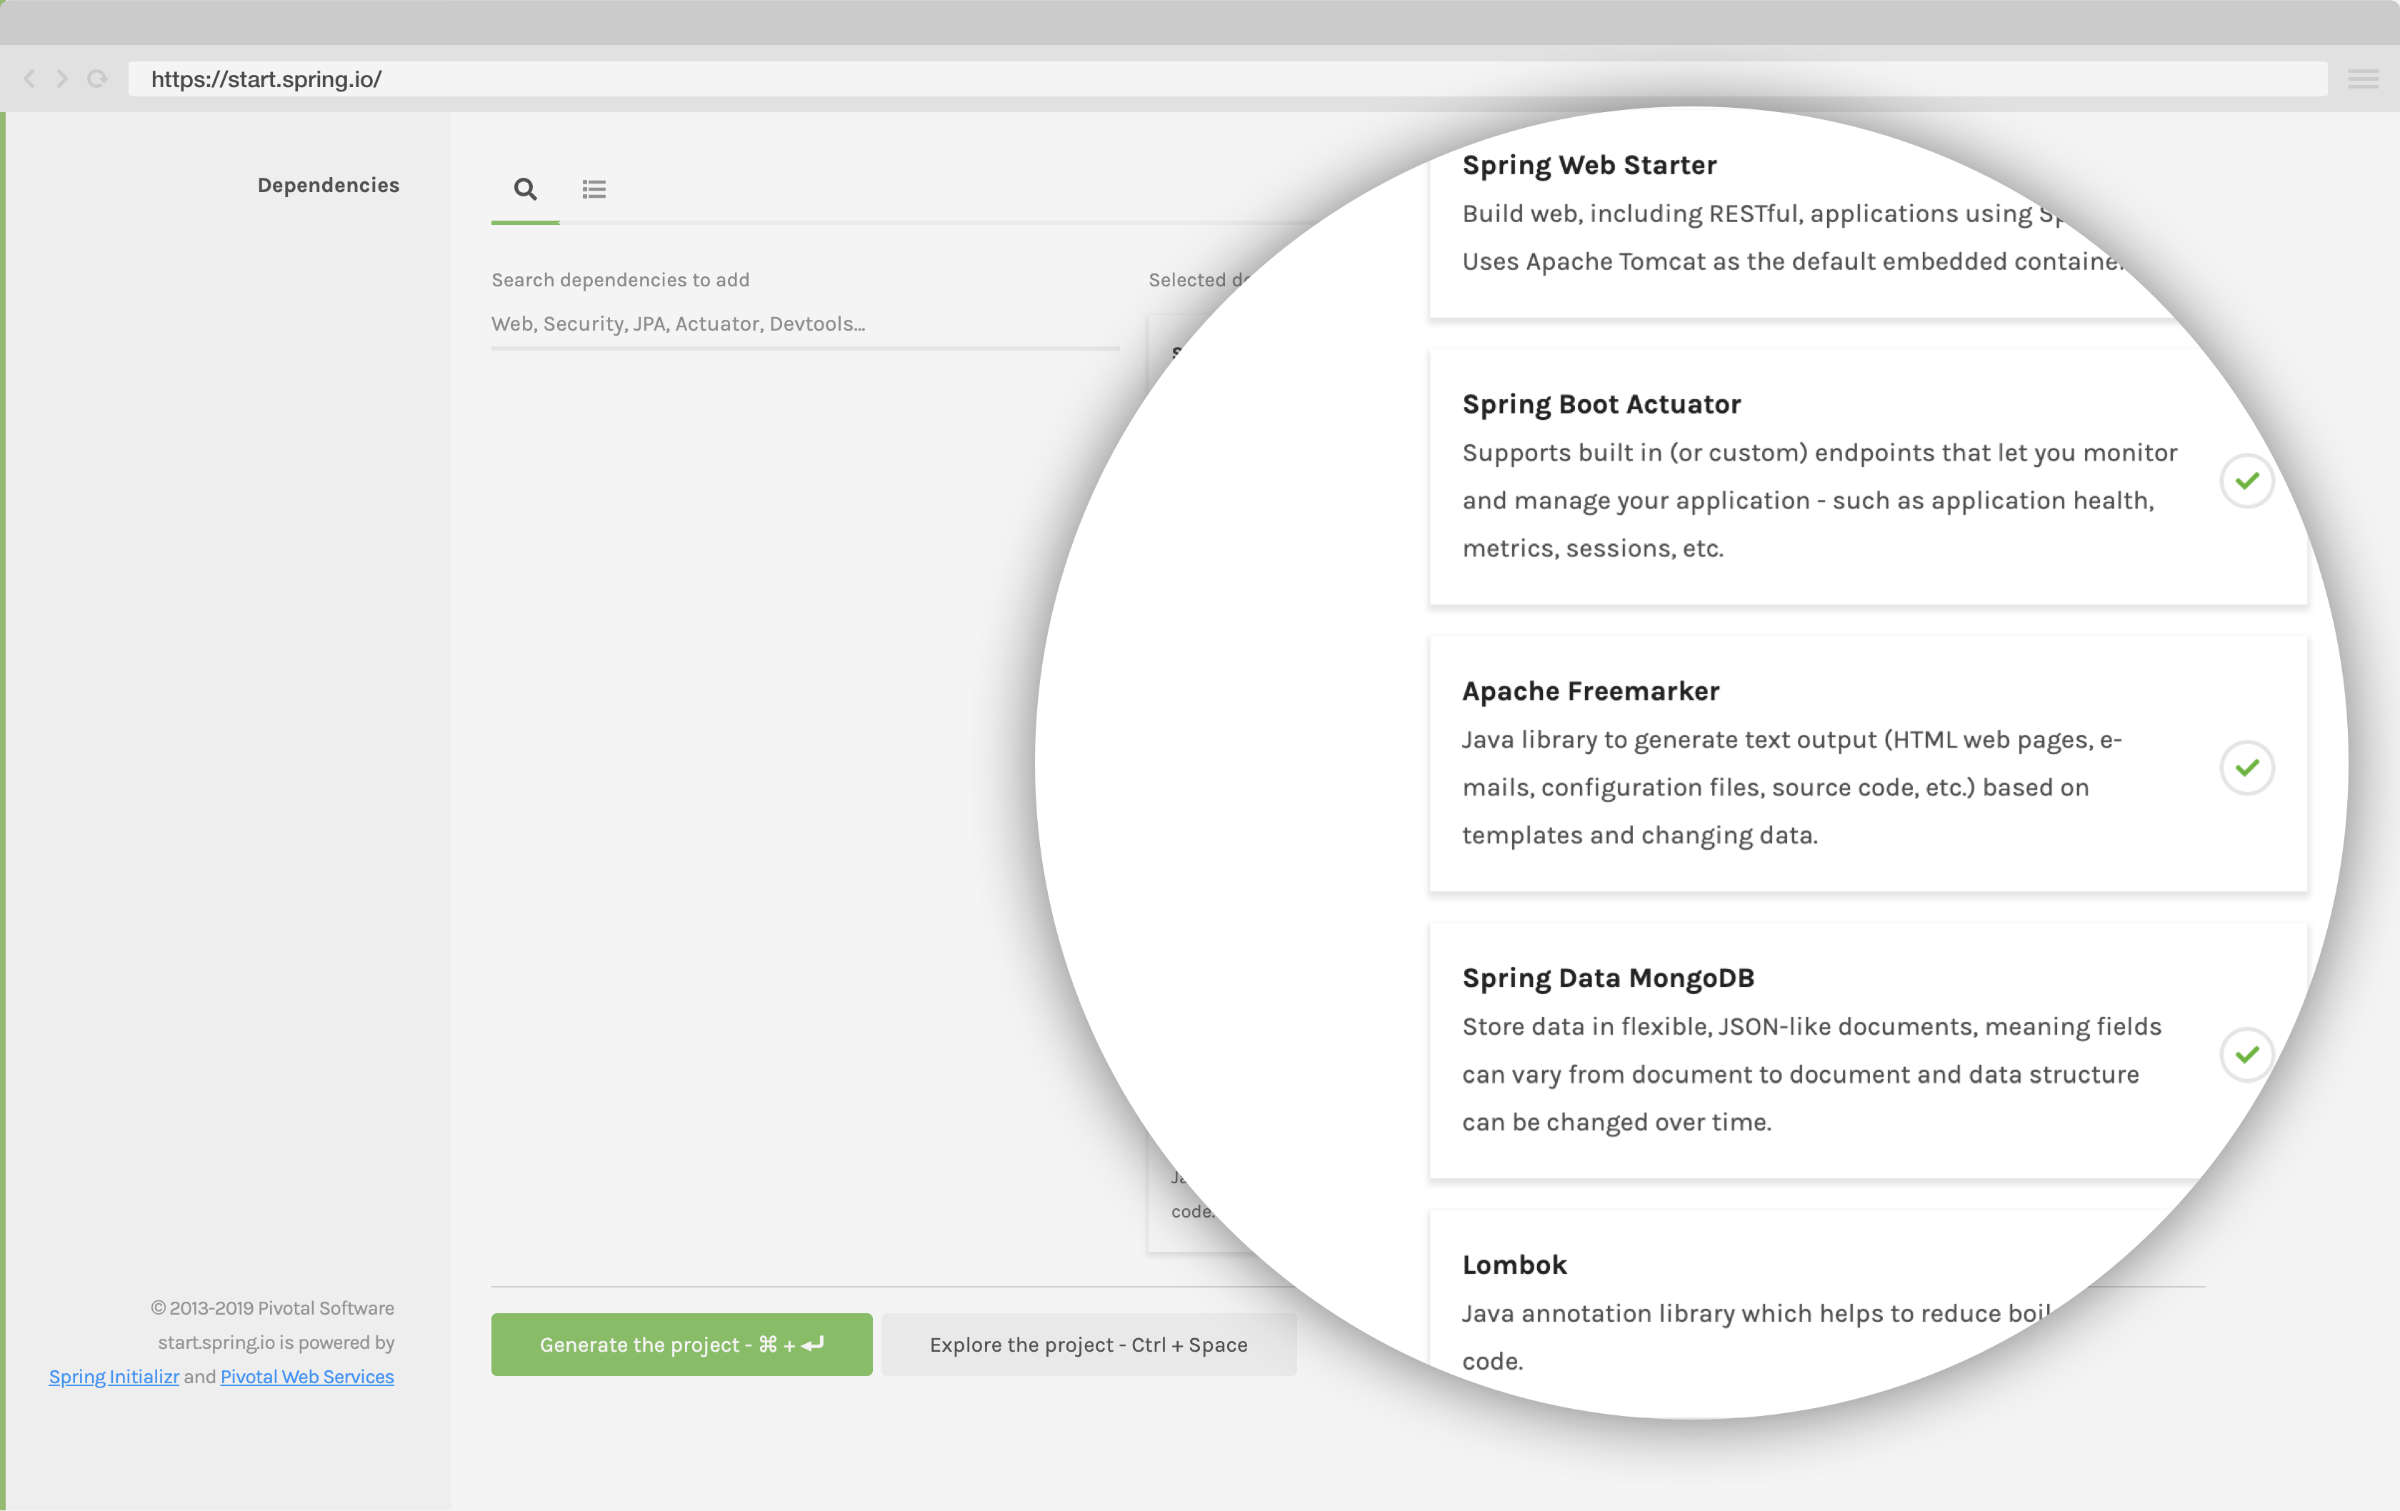 https://start.spring.io/
Dependencies
Search dependencies to add
Web, Security, JPA, Actuator, Devtools...
Selected
Spring Web Starter
Build web, including RESTful, applications using
Uses Apache Tomcat as the default embedded container.
Spring Boot Actuator
Supports built in (or custom) endpoints that let you monitor
and manage your application - such as application health,
metrics, sessions, etc.
Apache Freemarker
Java library to generate text output (HTML web pages, e-
mails, configuration files, source code, etc.) based on
templates and changing data.
Spring Data MongoDB
Store data in flexible, JSON-like documents, meaning fields
can vary from document to document and data structure
can be changed over time.
Lombok
Java annotation library which helps to reduce
code.
code.
© 2013-2019 Pivotal Software
start.spring.io is powered by
Spring Initializr and Pivotal Web Services
Generate the project - ⌘ + ↵
Explore the project - Ctrl + Space